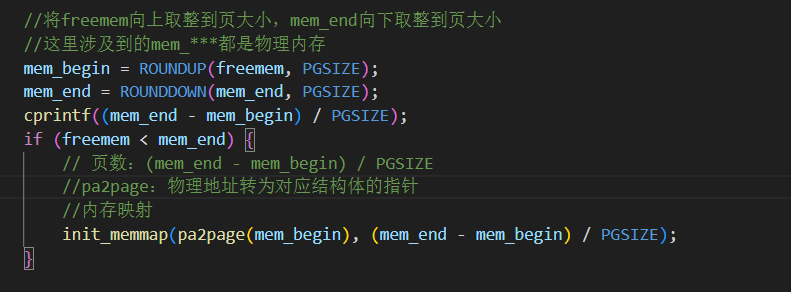 //将freemem向上取整到页大小，mem_end向下取整到页大小
//这里涉及到的mem_***都是物理内存
mem_begin = ROUNDUP(freemem, PGSIZE);
mem_end = ROUNDDOWN(mem_end, PGSIZE);
cprintf((mem_end - mem_begin) / PGSIZE);
if (freemem < mem_end) {
// 页数：(mem_end - mem_begin) / PGSIZE
//pa2page：物理地址转为对应结构体的指针
//内存映射
init_memmap(pa2page(mem_begin), (mem_end - mem_begin) / PGSIZE);
}